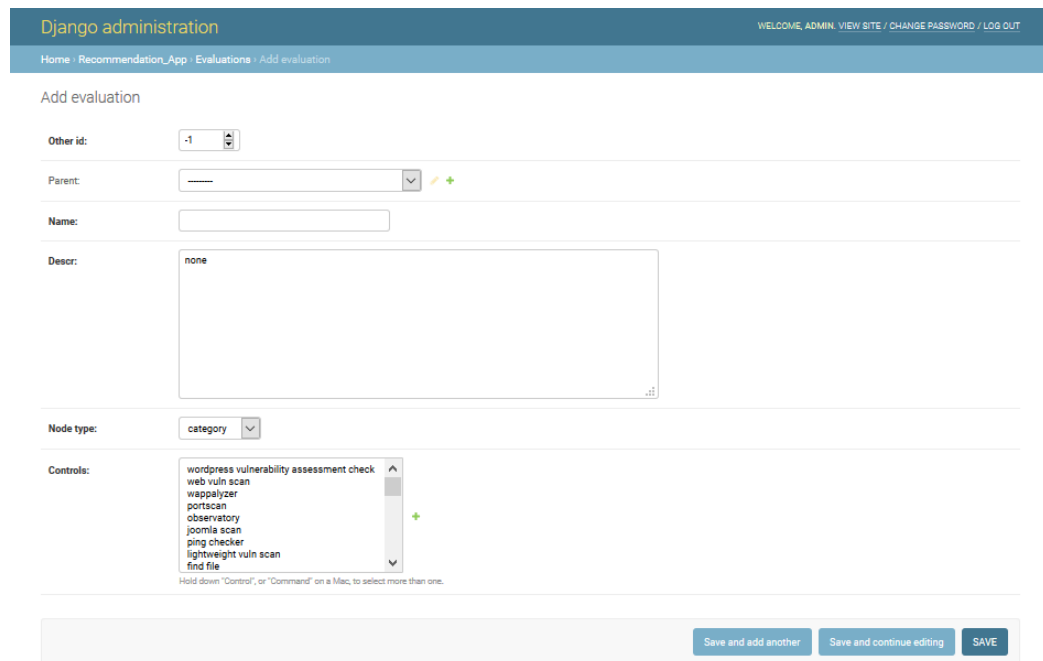 Django administration
WELCOME, ADMIN. VIEW SITE / CHANGE PASSWORD / LOG OUT
Home › Recommendation_App › Evaluations › Add evaluation
Add evaluation
Other id:
-1
Parent:
---------
Name:
Descr:
none
Node type:
category
Controls:
wordpress vulnerability assessment check
web vuln scan
wappalyzer
portscan
observatory
joomla scan
ping checker
lightweight vuln scan
find file
Hold down "Control", or "Command" on a Mac, to select more than one.
Save and add another
Save and continue editing
SAVE